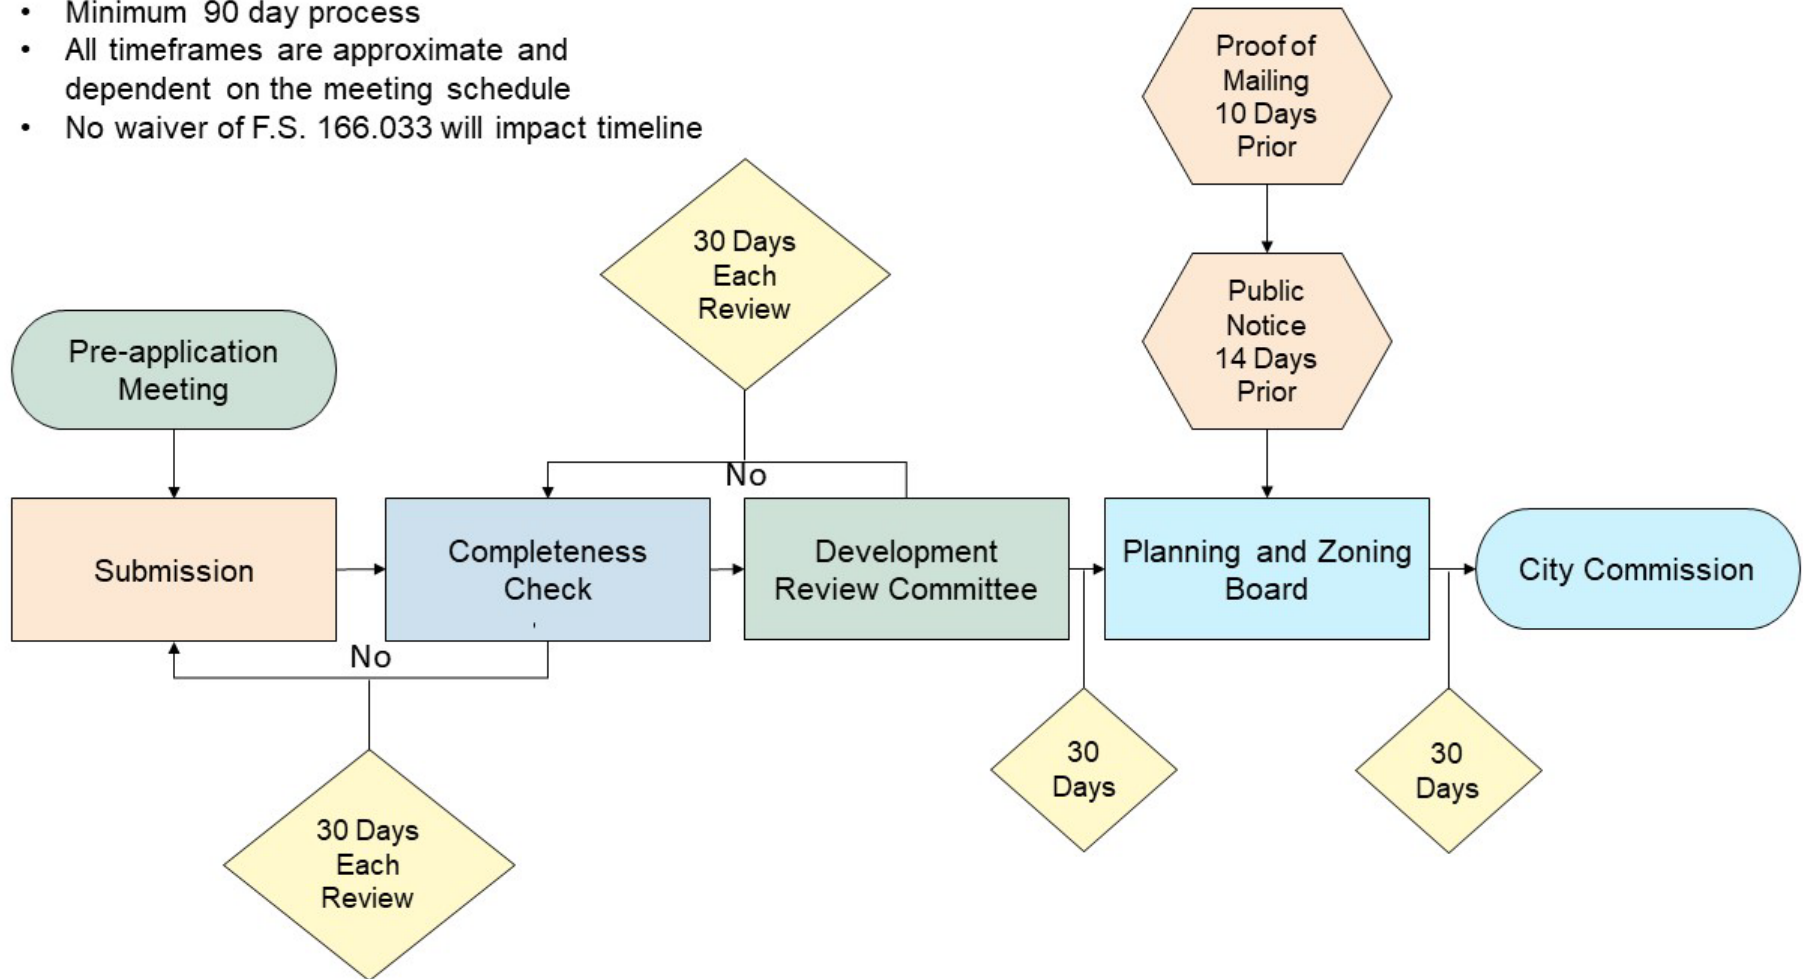 • Minimum 90 day process
• All timeframes are approximate and
dependent on the meeting schedule
• No waiver of F.S. 166.033 will impact timeline
Proof of
Mailing
10 Days
Prior
30 Days
Each
Review
Public
Notice
14 Days
Prior
Pre-application
Meeting
No
Submission
Completeness
Check
Development
Review Committee
Planning and Zoning
Board
City Commission
No
30
Days
30
Days
30 Days
Each
Review